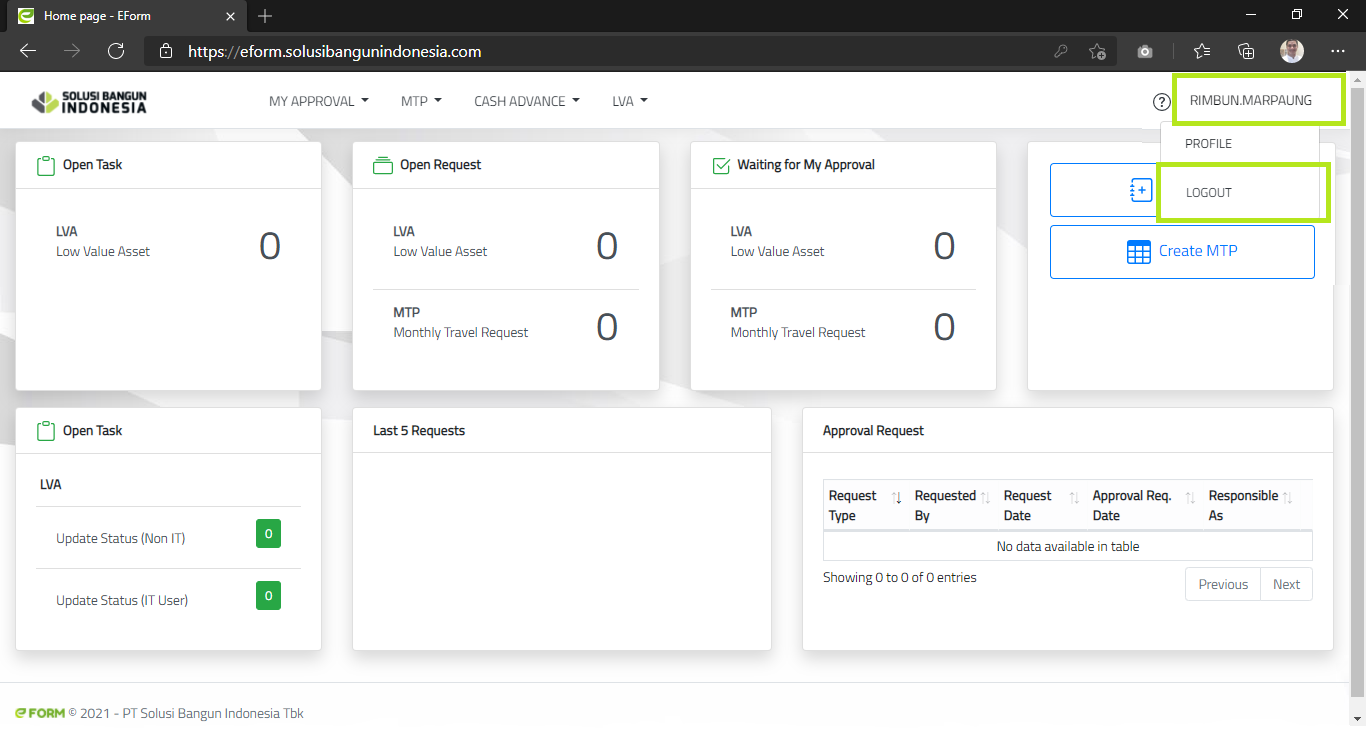 Home page - EForm
https://eform.solusibangunindonesia.com
SOLUSI BANGUN
INDONESIA
MY APPROVAL
MTP
CASH ADVANCE
LVA
?
RIMBUN.MARPAUNG
PROFILE
LOGOUT
Open Task
LVA
Low Value Asset
0
Open Request
LVA
Low Value Asset
0
MTP
Monthly Travel Request
0
Waiting for My Approval
LVA
Low Value Asset
0
MTP
Monthly Travel Request
0
Create MTP
Open Task
LVA
Update Status (Non IT)
0
Update Status (IT User)
0
Last 5 Requests
Approval Request
Request Type
Requested By
Request Date
Approval Req. Date
Responsible As
No data available in table
Showing 0 to 0 of 0 entries
Previous
Next
e FORM © 2021 - PT Solusi Bangun Indonesia Tbk